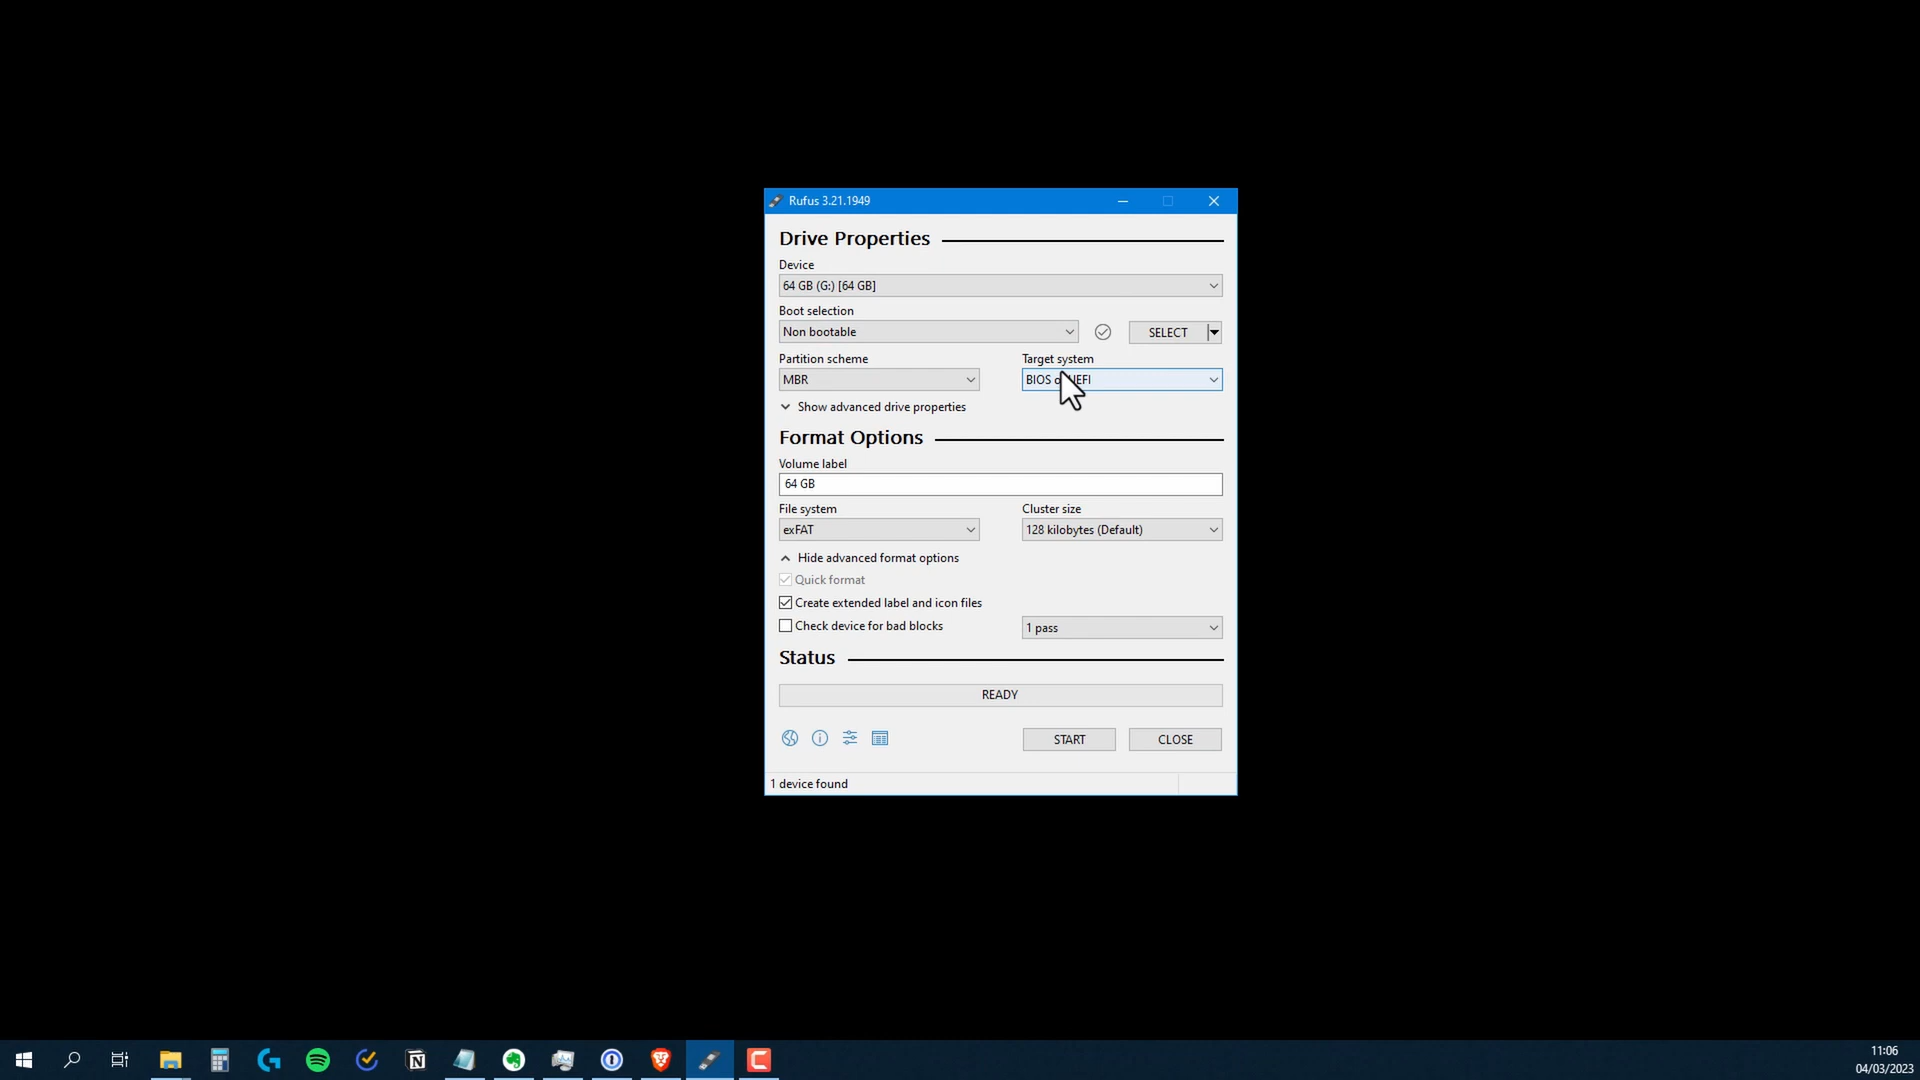 Rufus 3.21.1949
Drive Properties
Device
64 GB (G:) [64 GB]
Boot selection
Non bootable
SELECT
Partition scheme
Target system
MBR
BIOS o UEFI
Show advanced drive properties
Format Options
Volume label
64 GB
File system
Cluster size
exFAT
128 kilobytes (Default)
Hide advanced format options
Quick format
Create extended label and icon files
Check device for bad blocks
1 pass
Status
READY
START
CLOSE
1 device found
11:06
04/03/2023